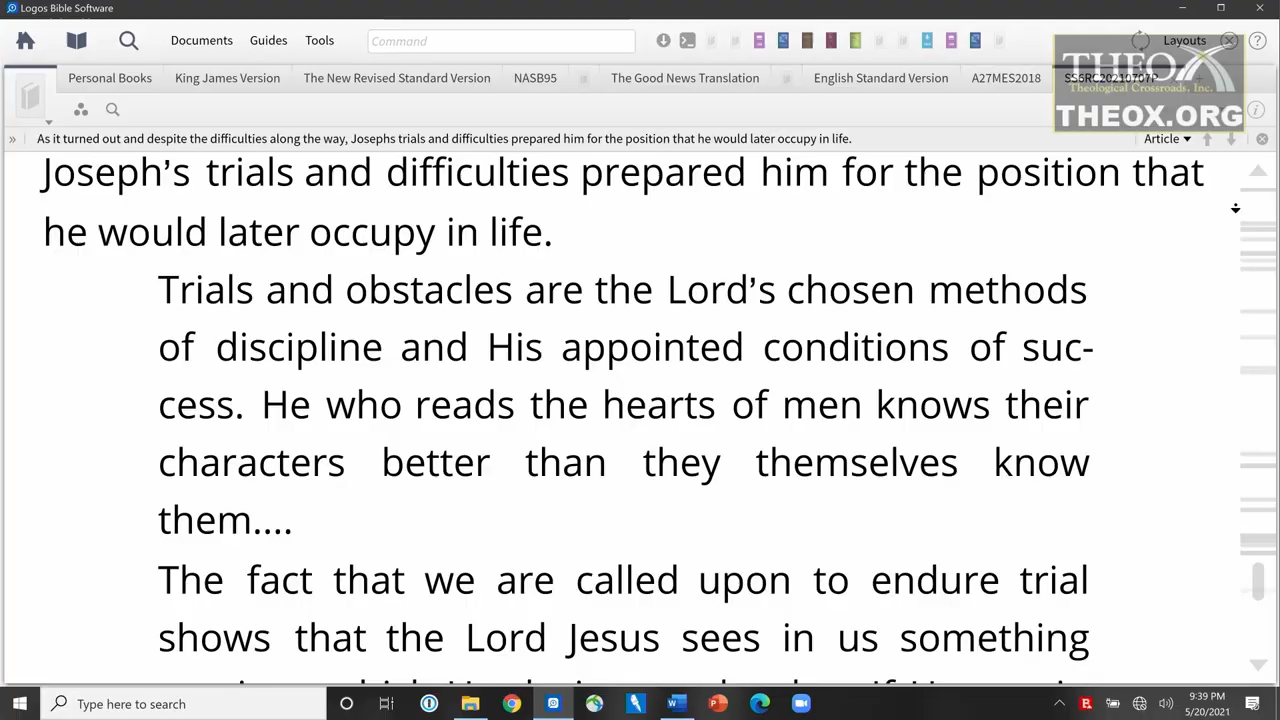 Logos Bible Software
Documents Guides Tools Command Layouts
Personal Books King James Version The New Revised Standard Version NASB95 The Good News Translation English Standard Version A27MES2018 SS6RC20210707P
THEOX
Theological Crossroads, Inc.
THEOX.ORG
As it turned out and despite the difficulties along the way, Josephs trials and difficulties prepared him for the position that he would later occupy in life. Article
Joseph's trials and difficulties prepared him for the position that
he would later occupy in life.
Trials and obstacles are the Lord's chosen methods
of discipline and His appointed conditions of suc-
cess. He who reads the hearts of men knows their
characters better than they themselves know
them....
The fact that we are called upon to endure trial
shows that the Lord Jesus sees in us something
Type here to search
9:39 PM
5/20/2021